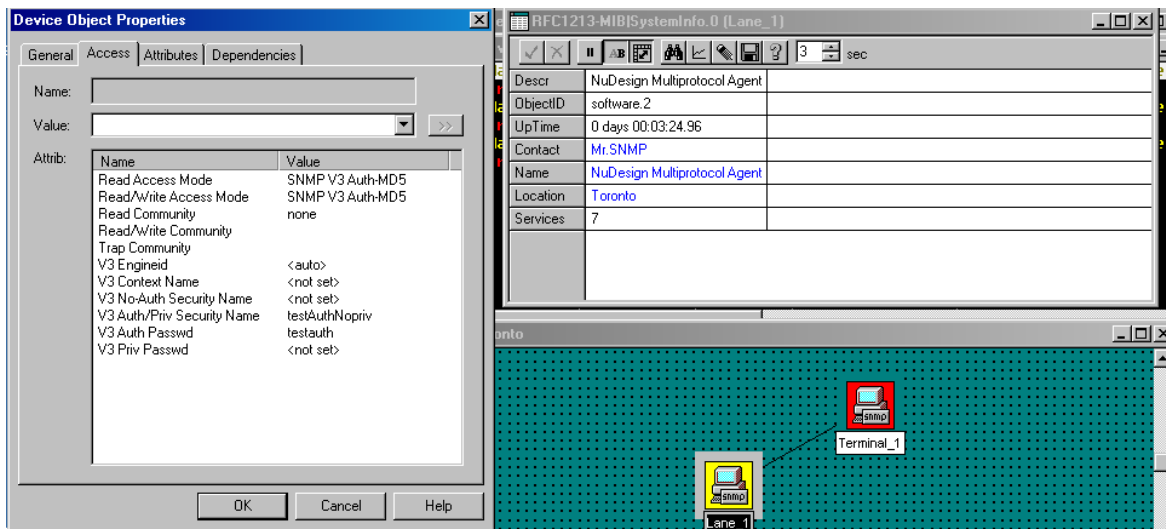 Device Object Properties
General Access Attributes Dependencies
Name:
Value:
>>
Attrib:
Name Value
Read Access Mode SNMP V3 Auth-MD5
Read/Write Access Mode SNMP V3 Auth-MD5
Read Community none
Read/Write Community
Trap Community
V3 Engineid <auto>
V3 Context Name <not set>
V3 No-Auth Security Name <not set>
V3 Auth/Priv Security Name testAuthNopriv
V3 Auth Passwd testauth
V3 Priv Passwd <not set>
OK Cancel Help
RFC1213-MIB|SystemInfo.0 (Lane_1)
AB 3 sec
Descr NuDesign Multiprotocol Agent
ObjectID software.2
UpTime 0 days 00:03:24.96
Contact Mr.SNMP
Name NuDesign Multiprotocol Agent
Location Toronto
Services 7
onto
snmp
Terminal_1
snmp
Lane_1